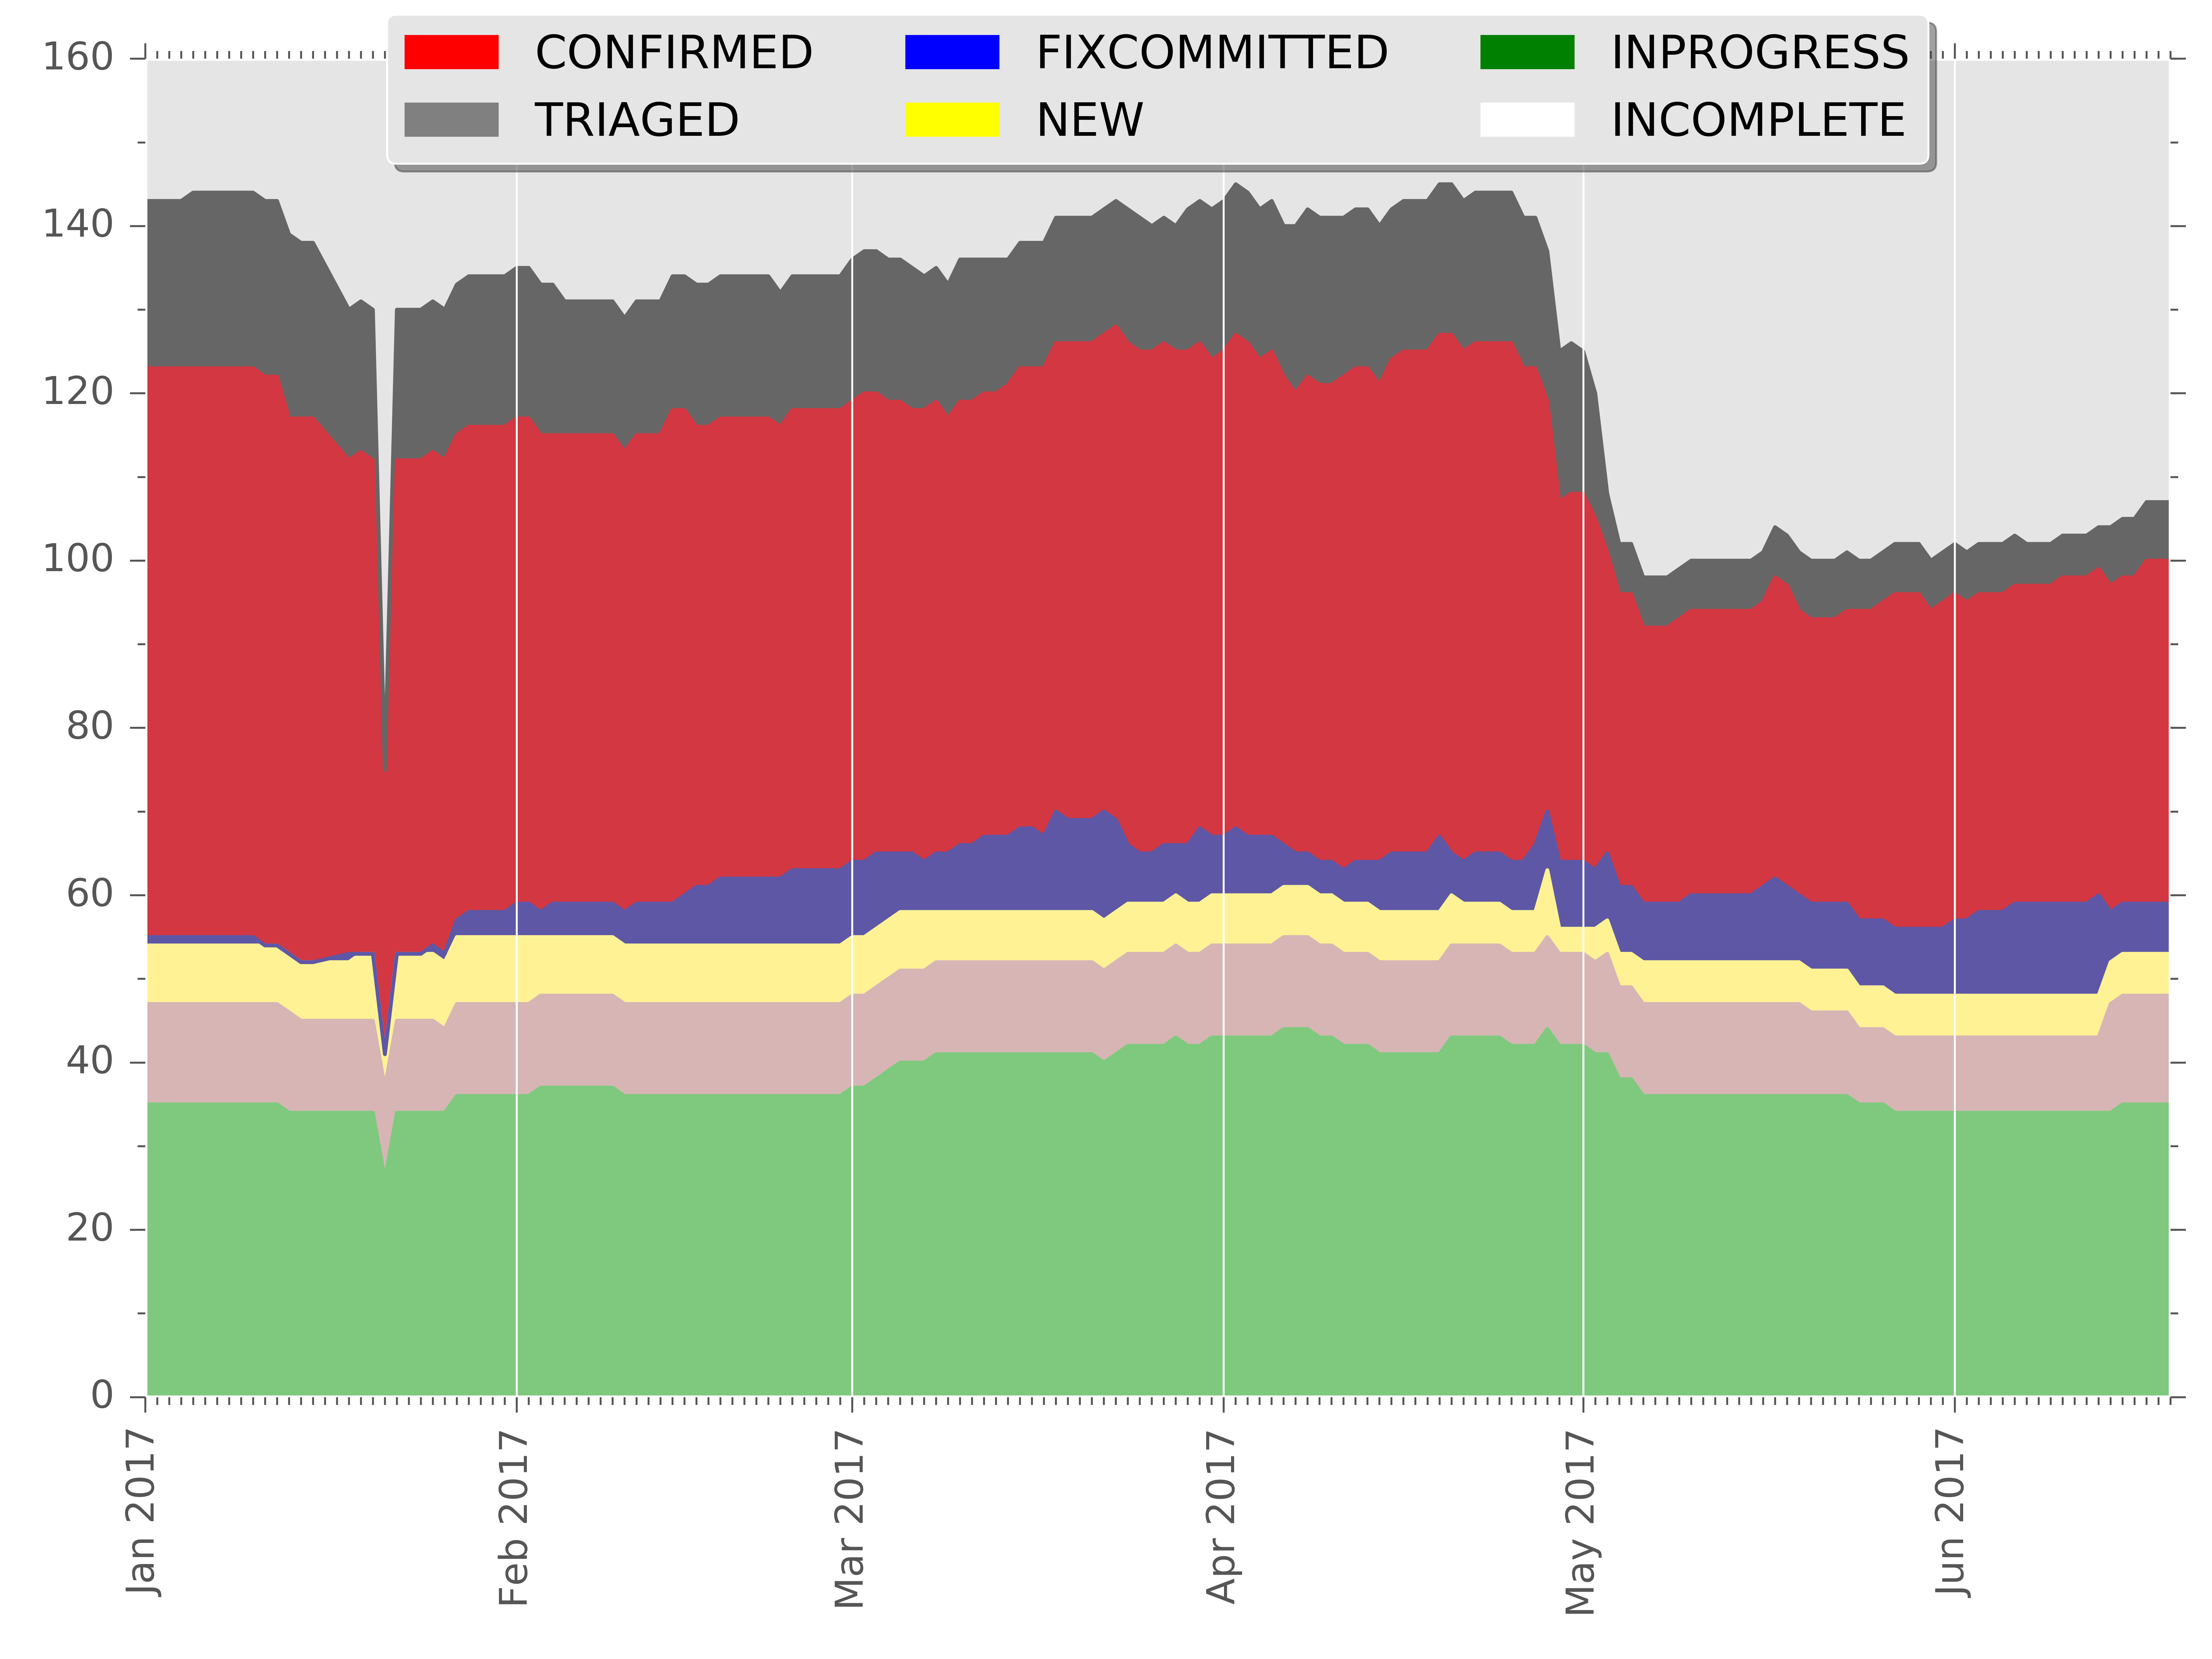 CONFIRMED FIXCOMMITTED INPROGRESS
TRIAGED NEW INCOMPLETE
160
140
120
100
80
60
40
20
0
Jan 2017
Feb 2017
Mar 2017
Apr 2017
May 2017
Jun 2017